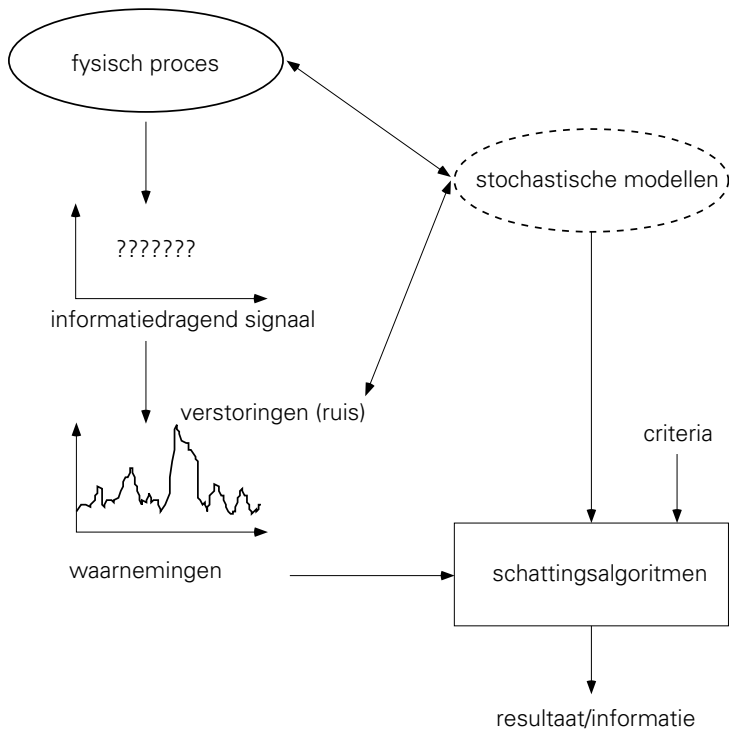 fysisch proces
stochastische modellen
???????
informatiedragend signaal
verstoringen (ruis)
criteria
waarnemingen
schattingsalgoritmen
resultaat/informatie